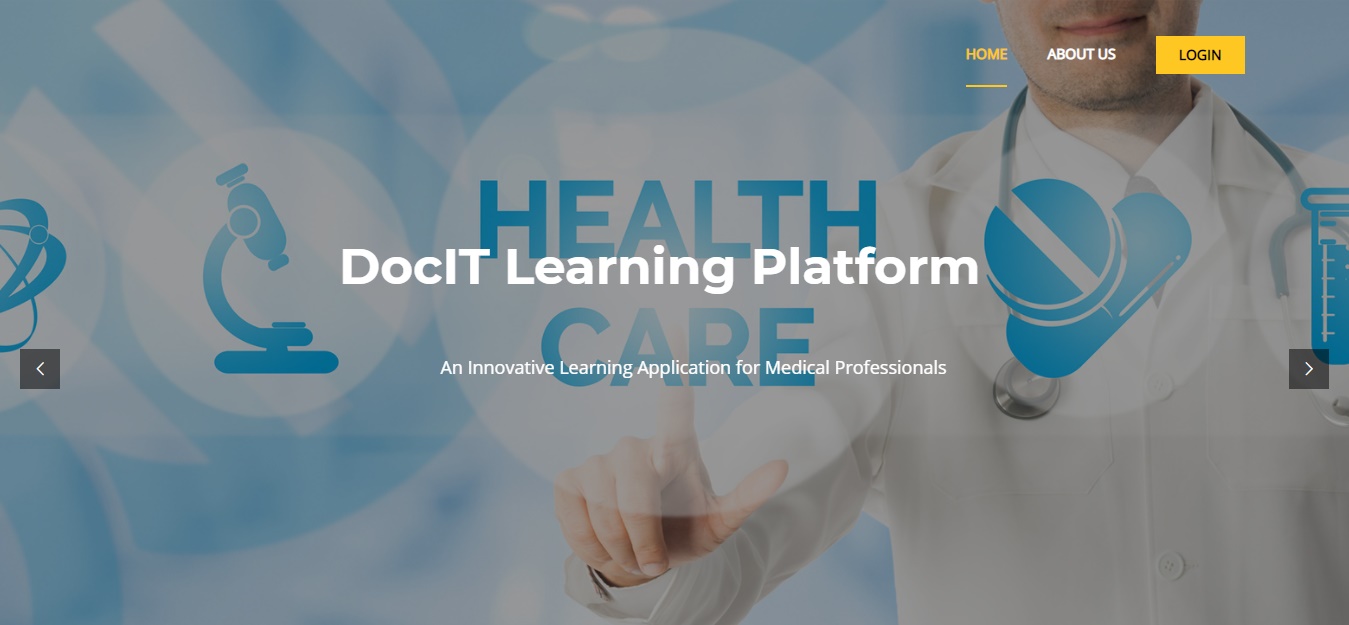 HOME ABOUT US LOGIN
HEALTH
DocIT Learning Platform
CARE
An Innovative Learning Application for Medical Professionals